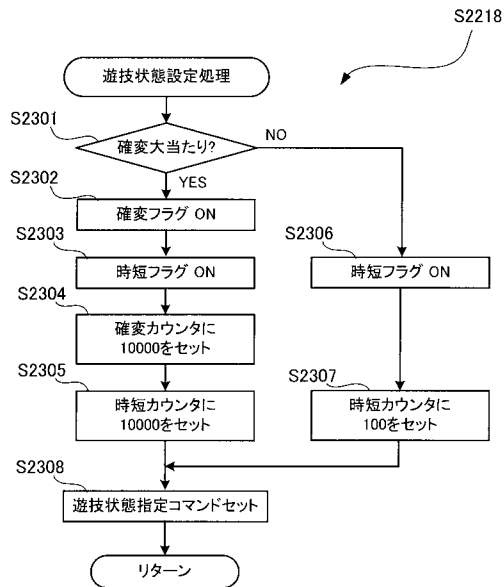 S2218
遊技状態設定処理
S2301
確変大当たり?
NO
YES
S2302
確変フラグ ON
S2303
時短フラグ ON
S2304
確変カウンタに
10000をセット
S2305
時短カウンタに
10000をセット
S2306
時短フラグ ON
S2307
時短カウンタに
100をセット
S2308
遊技状態指定コマンドセット
リターン